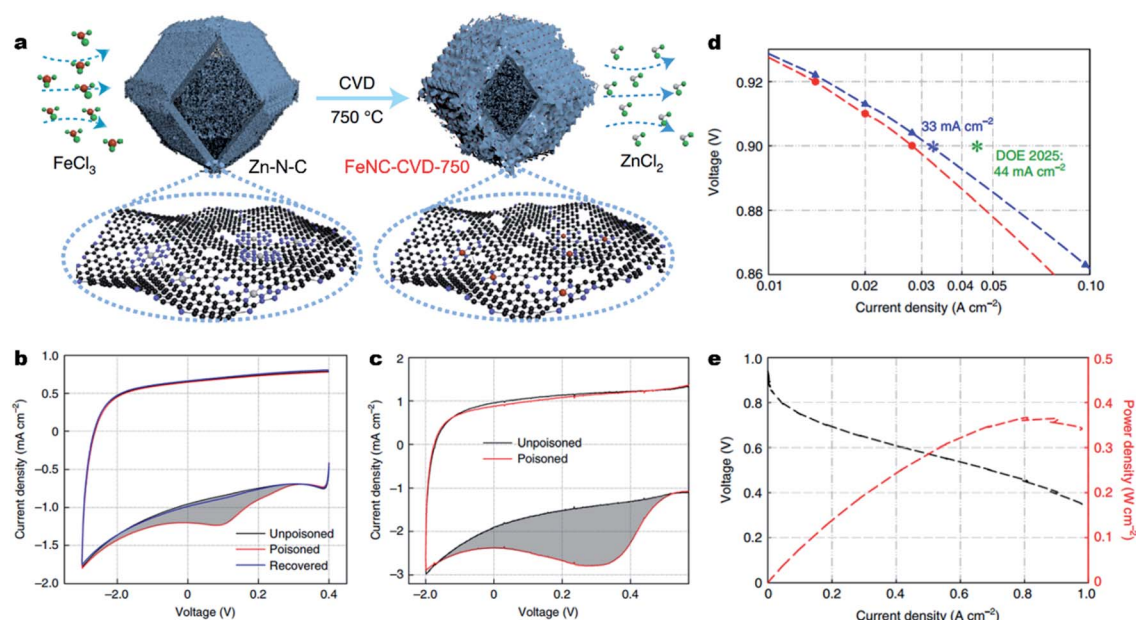 a
FeCl3
Zn-N-C
CVD
750 °C
FeNC-CVD-750
ZnCl2
b
Current density (mA cm−2)
1.0
0.5
0
−0.5
−1.0
−1.5
−2.0
−2.0
0
0.2
0.4
Voltage (V)
Unpoisoned
Poisoned
Recovered
c
Current density (mA cm−2)
2
1
0
−1
−2
−3
−2.0
0
0.2
0.4
Voltage (V)
Unpoisoned
Poisoned
d
Voltage (V)
0.92
0.90
0.88
0.86
0.01
0.02
0.03
0.04
0.05
0.10
Current density (A cm−2)
33 mA cm−2
DOE 2025:
44 mA cm−2
e
Voltage (V)
1.0
0.8
0.6
0.4
0.2
0
0
0.2
0.4
0.6
0.8
1.0
Current density (A cm−2)
0.5
0.4
0.3
0.2
0.1
0
Power density (W cm−2)